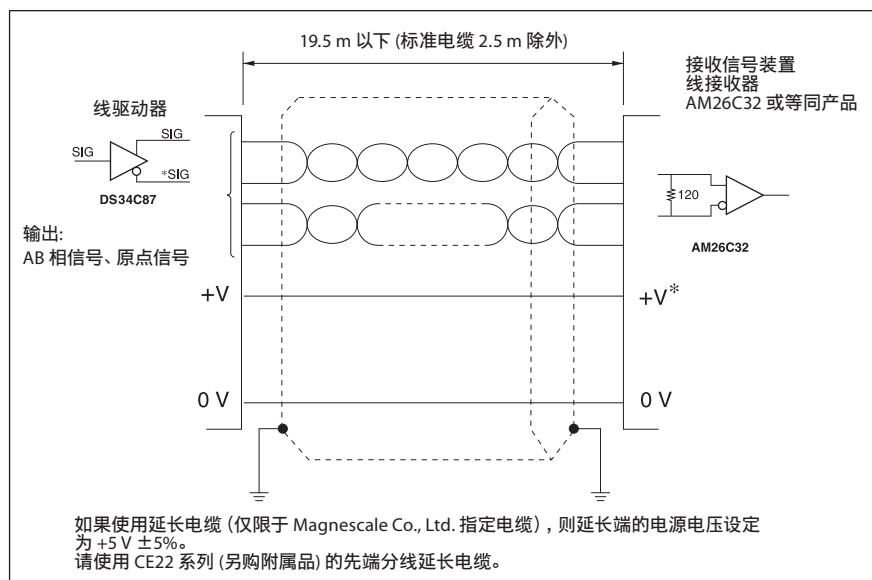 19.5 m 以下 (标准电缆 2.5 m 除外)
接收信号装置
线接收器
AM26C32 或等同产品
线驱动器
SIG
SIG
*SIG
DS34C87
120
AM26C32
输出:
AB 相信号、原点信号
+V
+V*
0 V
0 V
如果使用延长电缆 (仅限于 Magnescale Co., Ltd. 指定电缆) ,则延长端的电源电压设定
为 +5 V ±5%。
请使用 CE22 系列 (另购附属品) 的先端分线延长电缆。